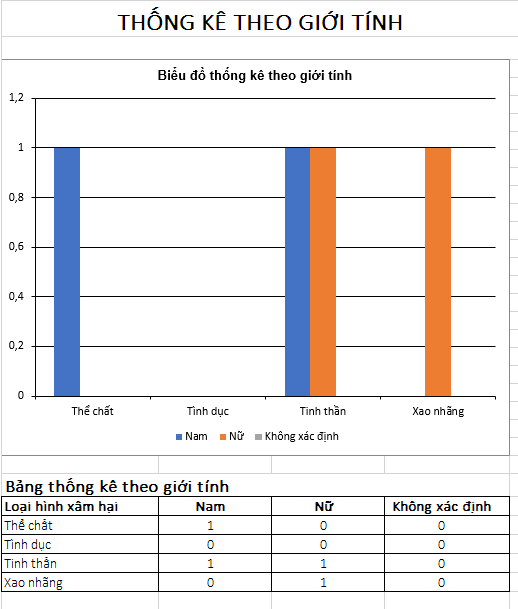 THỐNG KÊ THEO GIỚI TÍNH
Biểu đồ thống kê theo giới tính
1,2
1
0,8
0,6
0,4
0,2
0
Thể chất Tình dục Tinh thần Xao nhãng
Nam Nữ Không xác định
Bảng thống kê theo giới tính
Loại hình xâm hại Nam Nữ Không xác định
Thể chất 1 0 0
Tình dục 0 0 0
Tinh thần 1 1 0
Xao nhãng 0 1 0